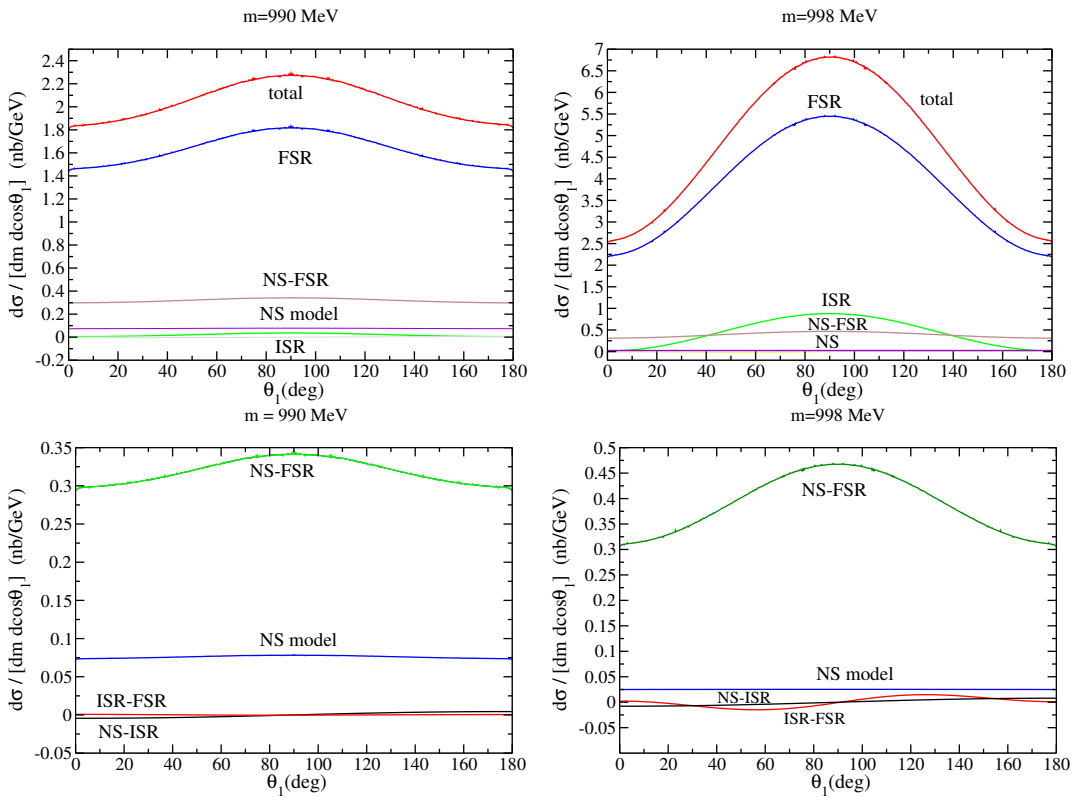 m=990 MeV
dσ / [dm dcosθ1] (nb/GeV)
2.4
2.2
2
1.8
1.6
1.4
1.2
1
0.8
0.6
0.4
0.2
0
-0.2
total
FSR
NS-FSR
NS model
ISR
0 20 40 60 80 100 120 140 160 180
θ1(deg)
m=998 MeV
dσ / [dm dcosθ1] (nb/GeV)
7
6.5
6
5.5
5
4.5
4
3.5
3
2.5
2
1.5
1
0.5
0
FSR
total
ISR
NS-FSR
NS
0 20 40 60 80 100 120 140 160 180
θ1(deg)
m = 990 MeV
dσ / [dm dcosθ1] (nb/GeV)
0.35
0.3
0.25
0.2
0.15
0.1
0.05
0
-0.05
NS-FSR
NS model
ISR-FSR
NS-ISR
0 20 40 60 80 100 120 140 160 180
θ1(deg)
m=998 MeV
dσ / [dm dcosθ1] (nb/GeV)
0.5
0.45
0.4
0.35
0.3
0.25
0.2
0.15
0.1
0.05
0
-0.05
NS-FSR
NS model
NS-ISR
ISR-FSR
0 20 40 60 80 100 120 140 160 180
θ1(deg)